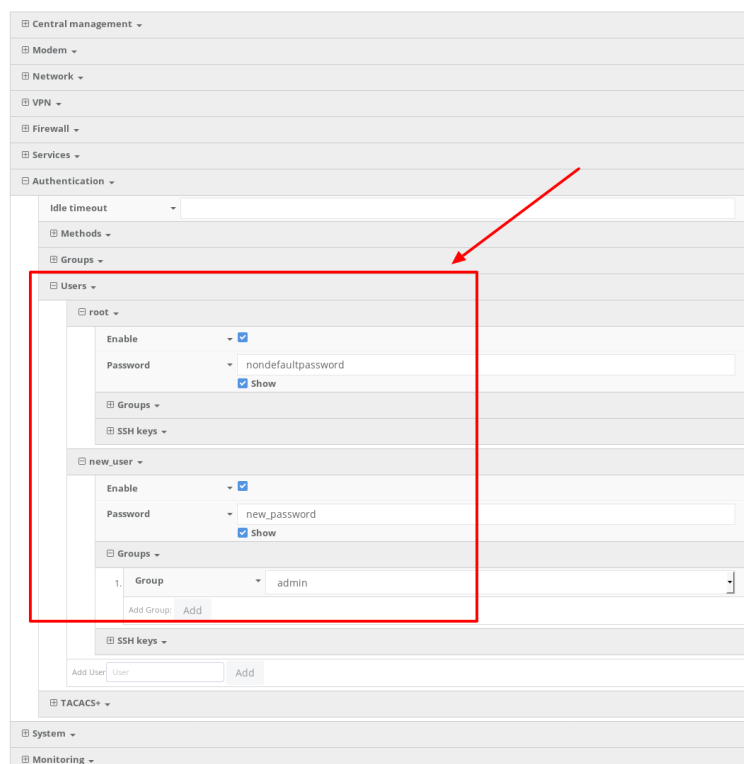 Central management
Modem
Network
VPN
Firewall
Services
Authentication
Idle timeout
Methods
Groups
Users
root
Enable
Password nondefaultpassword
Show
Groups
SSH keys
new_user
Enable
Password new_password
Show
Groups
1. Group admin
Add Group: Add
SSH keys
Add User User Add
TACACS+
System
Monitoring